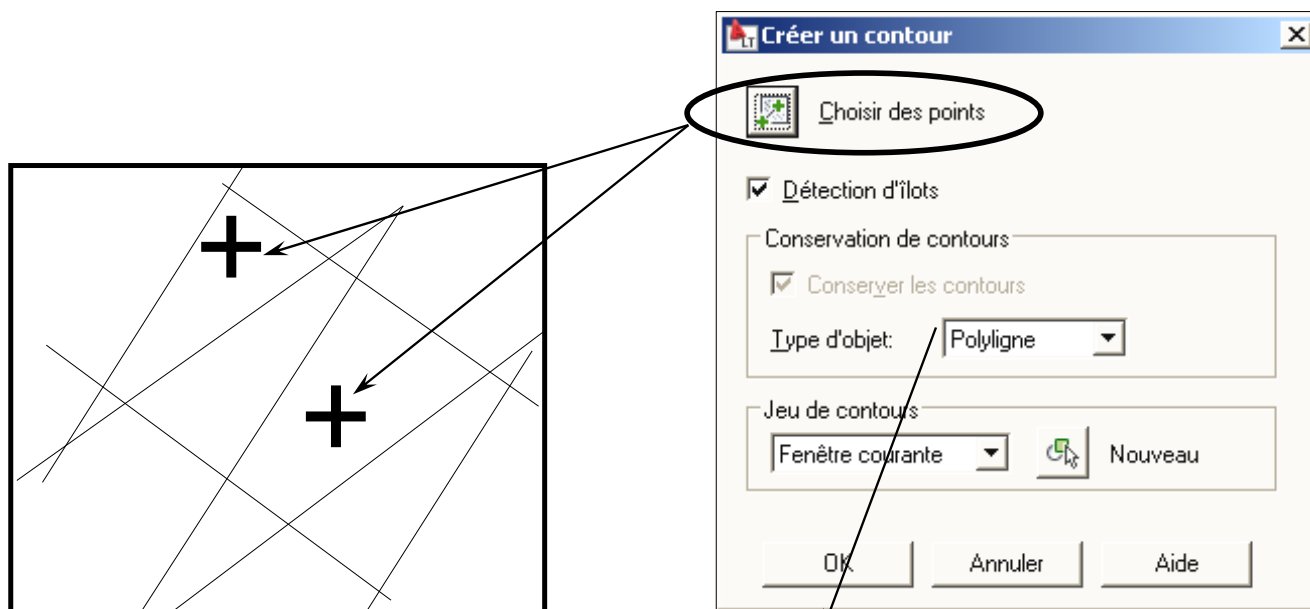 LT Créer un contour
Choisir des points
Détection d'îlots
Conservation de contours
Conserver les contours
Type d'objet: Polyligne
Jeu de contours
Fenêtre courante Nouveau
OK Annuler Aide